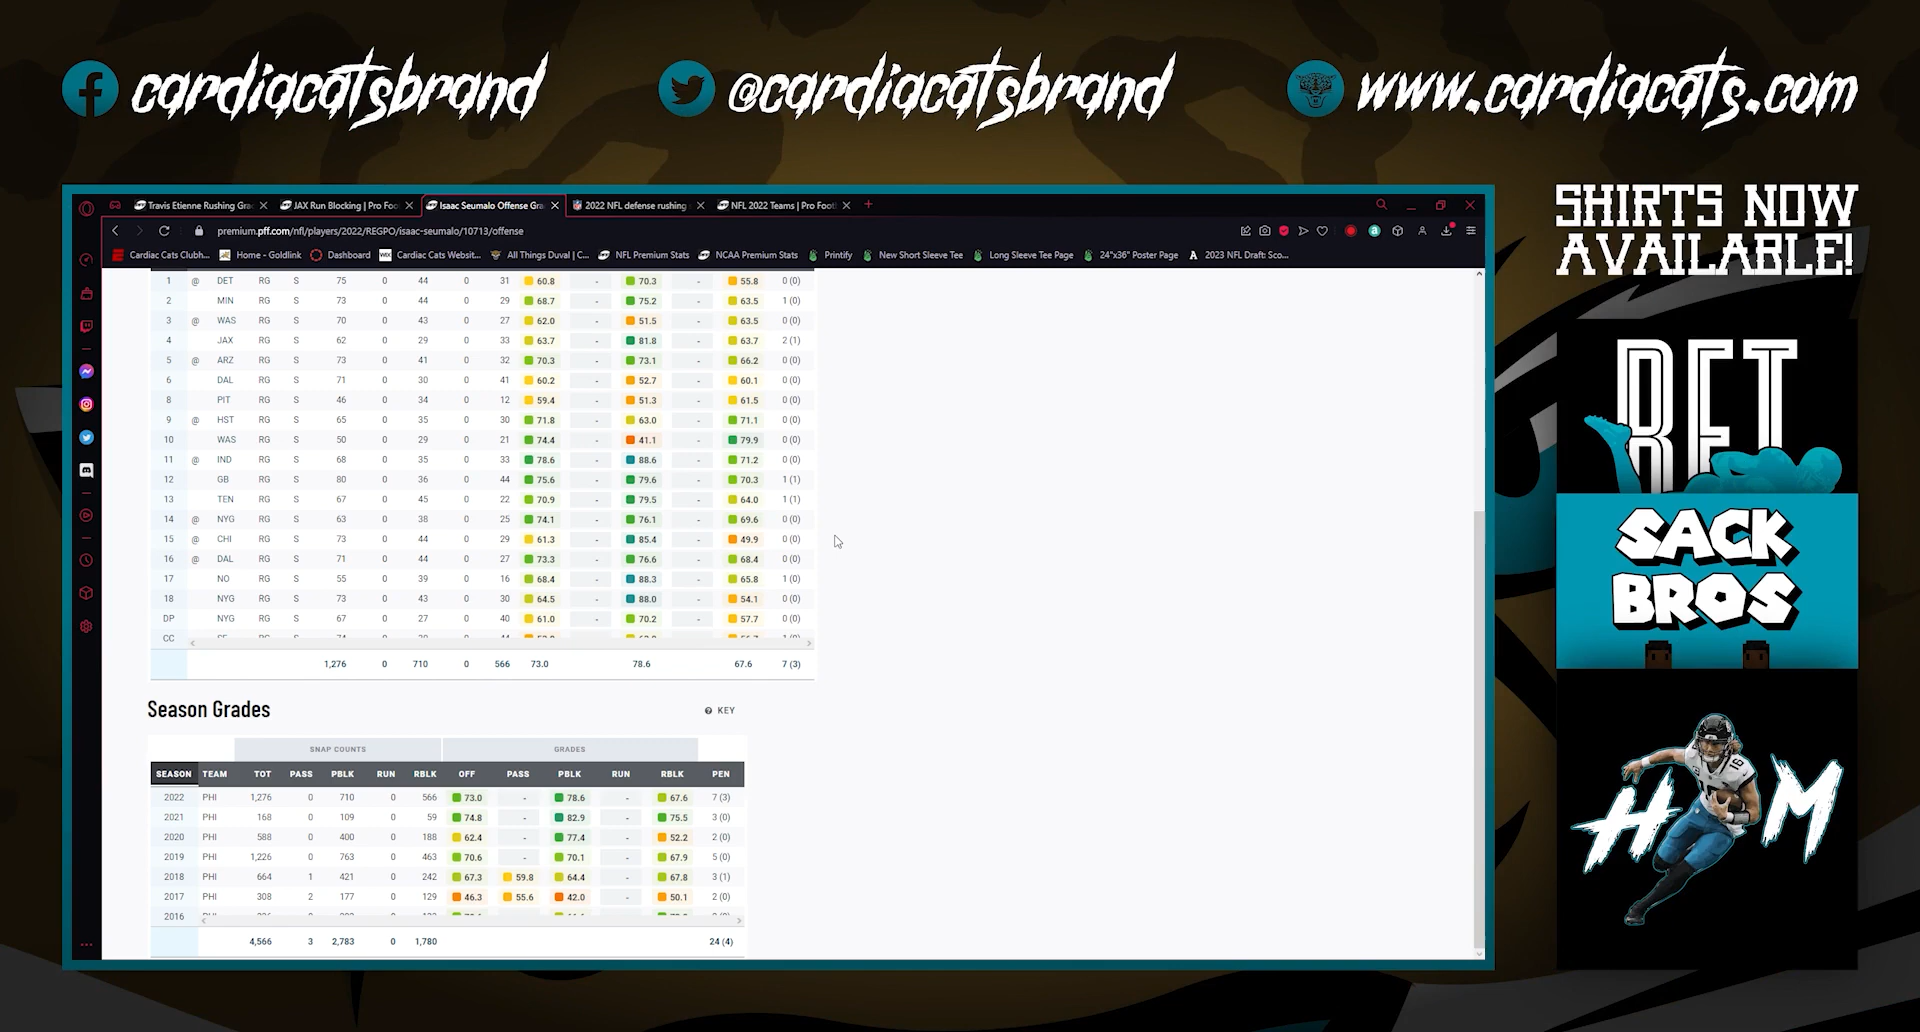 cardiacatsbrand @cardiacatsbrand www.cardiacats.com
SHIRTS NOW
AVAILABLE!
Travis Etienne Rushing Gra JAX Run Blocking | Pro Foo Isaac Seumalo Offense Gra 2022 NFL defense rushing NFL 2022 Teams | Pro Foot
premium.pff.com/nfl/players/2022/REGPO/isaac-seumalo/10713/offense
Cardiac Cats Clubh... Home - Goldlink Dashboard WIX Cardiac Cats Websit... All Things Duval | C... NFL Premium Stats NCAA Premium Stats Printify New Short Sleeve Tee Long Sleeve Tee Page 24"x36" Poster Page 2023 NFL Draft: Sco...
1 @ DET RG S 75 0 44 0 31 60.8 - 70.3 - 55.8 0 (0)
2 MIN RG S 73 0 44 0 29 68.7 - 75.2 - 63.5 1 (0)
3 @ WAS RG S 70 0 43 0 27 62.0 - 51.5 - 63.5 0 (0)
4 JAX RG S 62 0 29 0 33 63.7 - 81.8 - 63.7 2 (1)
5 @ ARZ RG S 73 0 41 0 32 70.3 - 73.1 - 66.2 0 (0)
6 DAL RG S 71 0 30 0 41 60.2 - 52.7 - 60.1 0 (0)
8 PIT RG S 46 0 34 0 12 59.4 - 51.3 - 61.5 0 (0)
9 @ HST RG S 65 0 35 0 30 71.8 - 63.0 - 71.1 0 (0)
10 WAS RG S 50 0 29 0 21 74.4 - 41.1 - 79.9 0 (0)
11 @ IND RG S 68 0 35 0 33 78.6 - 88.6 - 71.2 0 (0)
12 GB RG S 80 0 36 0 44 75.6 - 79.6 - 70.3 1 (1)
13 TEN RG S 67 0 45 0 22 70.9 - 79.5 - 64.0 1 (1)
14 @ NYG RG S 63 0 38 0 25 74.1 - 76.1 - 69.6 0 (0)
15 @ CHI RG S 73 0 44 0 29 61.3 - 85.4 - 49.9 0 (0)
16 @ DAL RG S 71 0 44 0 27 73.3 - 76.6 - 68.4 0 (0)
17 NO RG S 55 0 39 0 16 68.4 - 88.3 - 65.8 1 (0)
18 NYG RG S 73 0 43 0 30 64.5 - 88.0 - 54.1 0 (0)
DP NYG RG S 67 0 27 0 40 61.0 - 70.2 - 57.7 0 (0)
CC
1,276 0 710 0 566 73.0 78.6 67.6 7 (3)
Season Grades KEY
SNAP COUNTS GRADES
SEASON TEAM TOT PASS PBLK RUN RBLK OFF PASS PBLK RUN RBLK PEN
2022 PHI 1,276 0 710 0 566 73.0 - 78.6 - 67.6 7 (3)
2021 PHI 168 0 109 0 59 74.8 - 82.9 - 75.5 3 (0)
2020 PHI 588 0 400 0 188 62.4 - 77.4 - 52.2 2 (0)
2019 PHI 1,226 0 763 0 463 70.6 - 70.1 - 67.9 5 (0)
2018 PHI 664 1 421 0 242 67.3 59.8 64.4 - 67.8 3 (1)
2017 PHI 308 2 177 0 129 46.3 55.6 42.0 - 50.1 2 (0)
2016
4,566 3 2,783 0 1,780 24 (4)
BET
SACK
BROS
H M
16